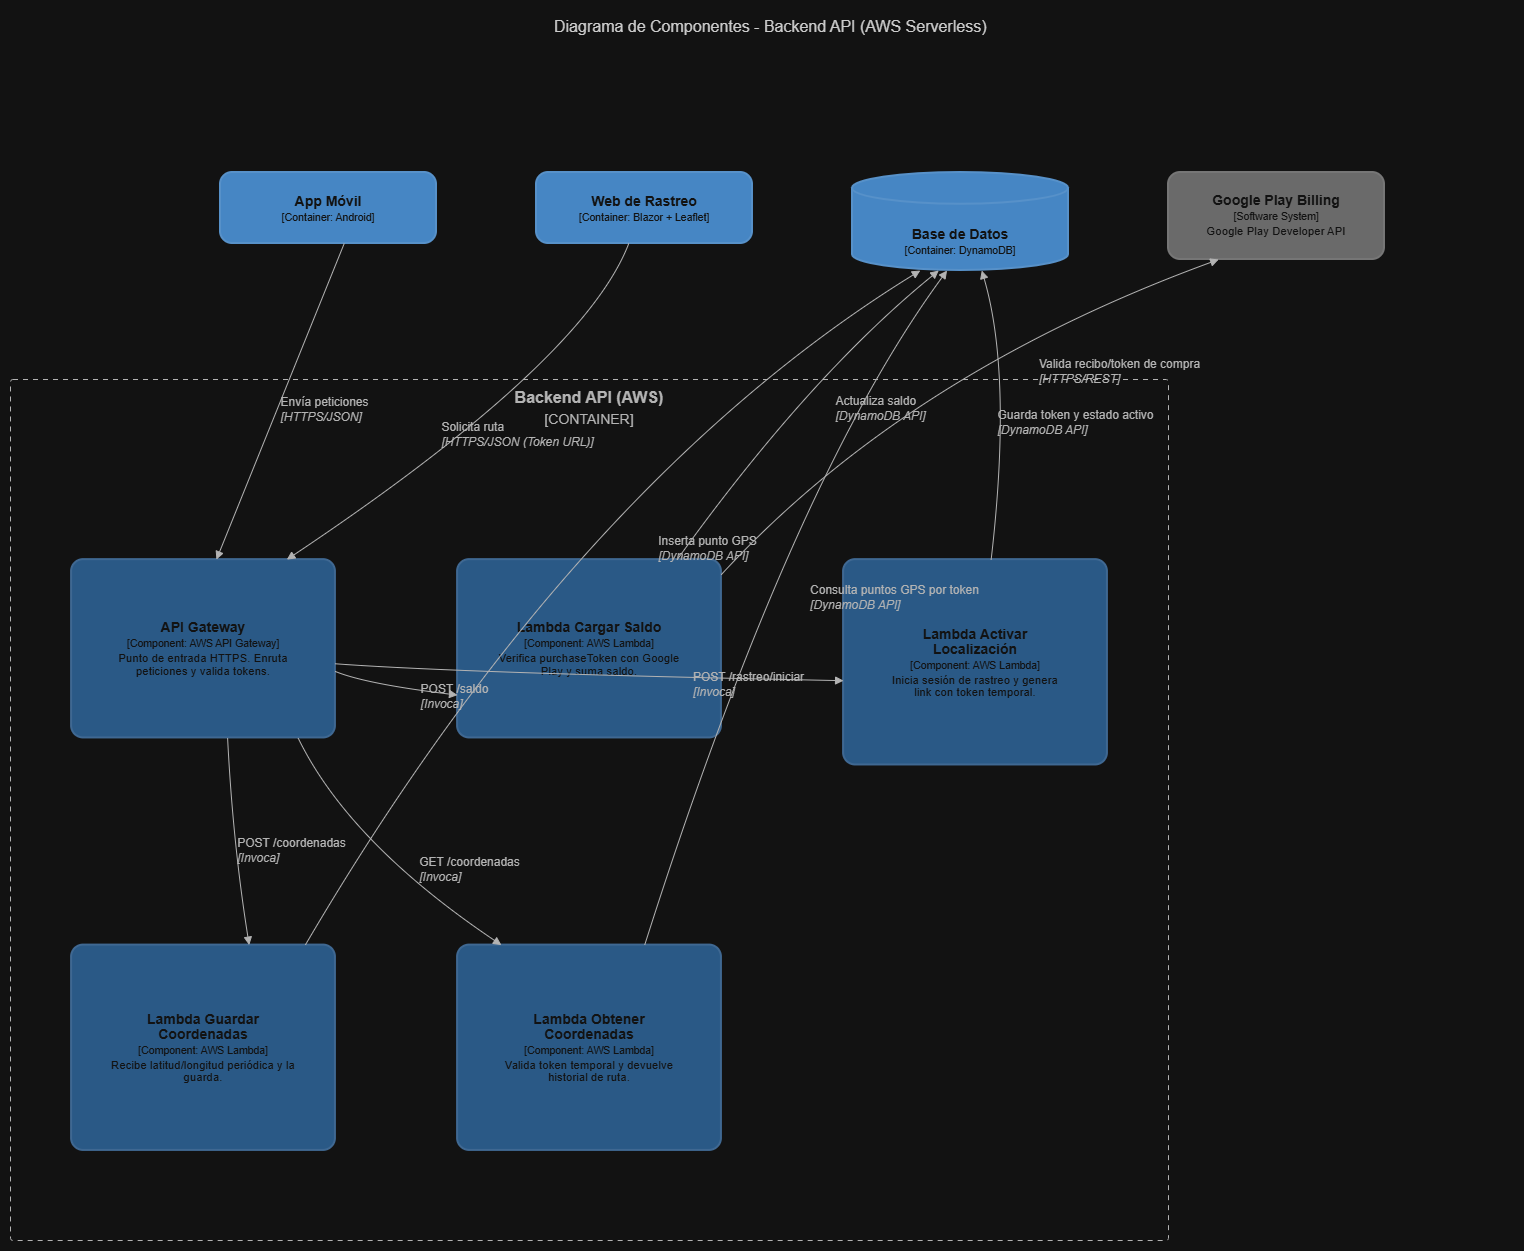 Diagrama de Componentes - Backend API (AWS Serverless)
App Móvil
[Container: Android]
Web de Rastreo
[Container: Blazor + Leaflet]
Base de Datos
[Container: DynamoDB]
Google Play Billing
[Software System]
Google Play Developer API
Backend API (AWS)
[CONTAINER]
Envía peticiones
[HTTPS/JSON]
Solicita ruta
[HTTPS/JSON (Token URL)]
Actualiza saldo
[DynamoDB API]
Valida recibo/token de compra
[HTTPS/REST]
Guarda token y estado activo
[DynamoDB API]
Inserta punto GPS
[DynamoDB API]
Consulta puntos GPS por token
[DynamoDB API]
API Gateway
[Component: AWS API Gateway]
Punto de entrada HTTPS. Enruta
peticiones y valida tokens.
Lambda Cargar Saldo
[Component: AWS Lambda]
Verifica purchaseToken con Google
Play y suma saldo.
Lambda Activar
Localización
[Component: AWS Lambda]
Inicia sesión de rastreo y genera
link con token temporal.
POST /saldo
[Invoca]
POST /rastreo/iniciar
[Invoca]
POST /coordenadas
[Invoca]
GET /coordenadas
[Invoca]
Lambda Guardar
Coordenadas
[Component: AWS Lambda]
Recibe latitud/longitud periódica y la
guarda.
Lambda Obtener
Coordenadas
[Component: AWS Lambda]
Valida token temporal y devuelve
historial de ruta.